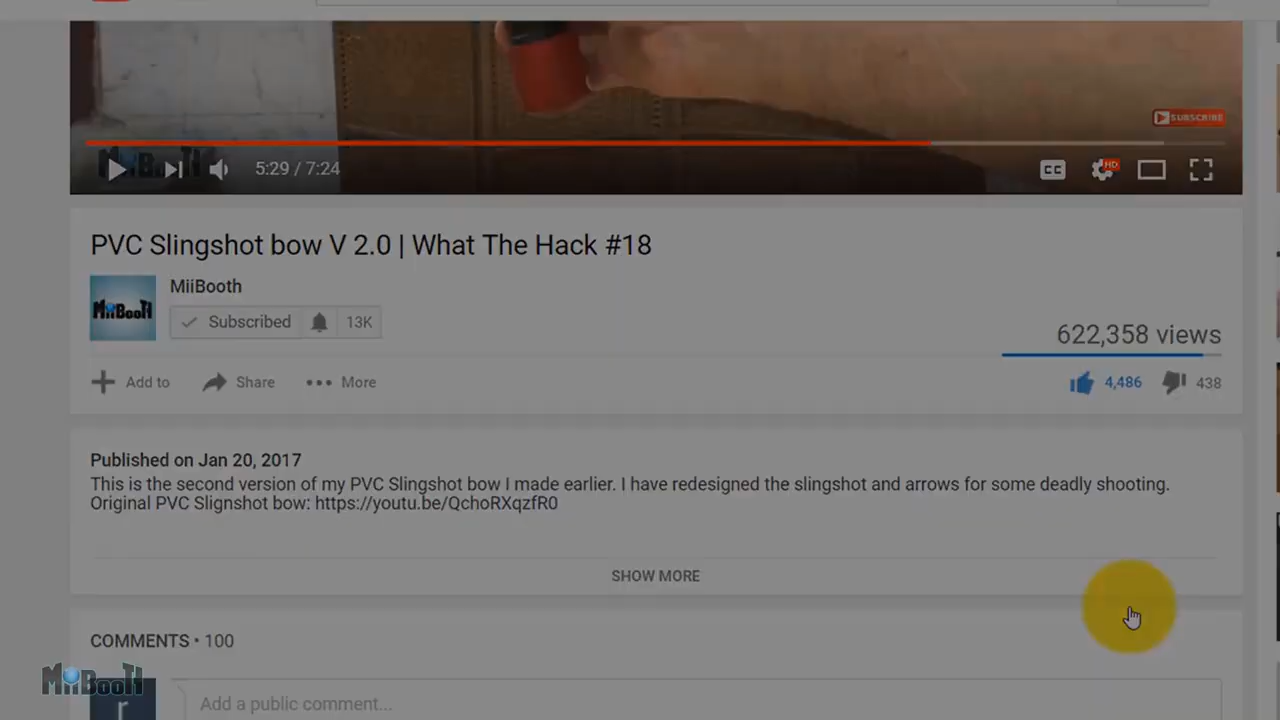 SUBSCRIBE
5:29 / 7:24
CC
HD
PVC Slingshot bow V 2.0 | What The Hack #18
MiiBooth
MiiBooTh
Subscribed
13K
622,358 views
Add to
Share
More
4,486
438
Published on Jan 20, 2017
This is the second version of my PVC Slingshot bow I made earlier. I have redesigned the slingshot and arrows for some deadly shooting.
Original PVC Slignshot bow: https://youtu.be/QchoRXqzfR0
SHOW MORE
COMMENTS • 100
MiiBooTh
r
Add a public comment...